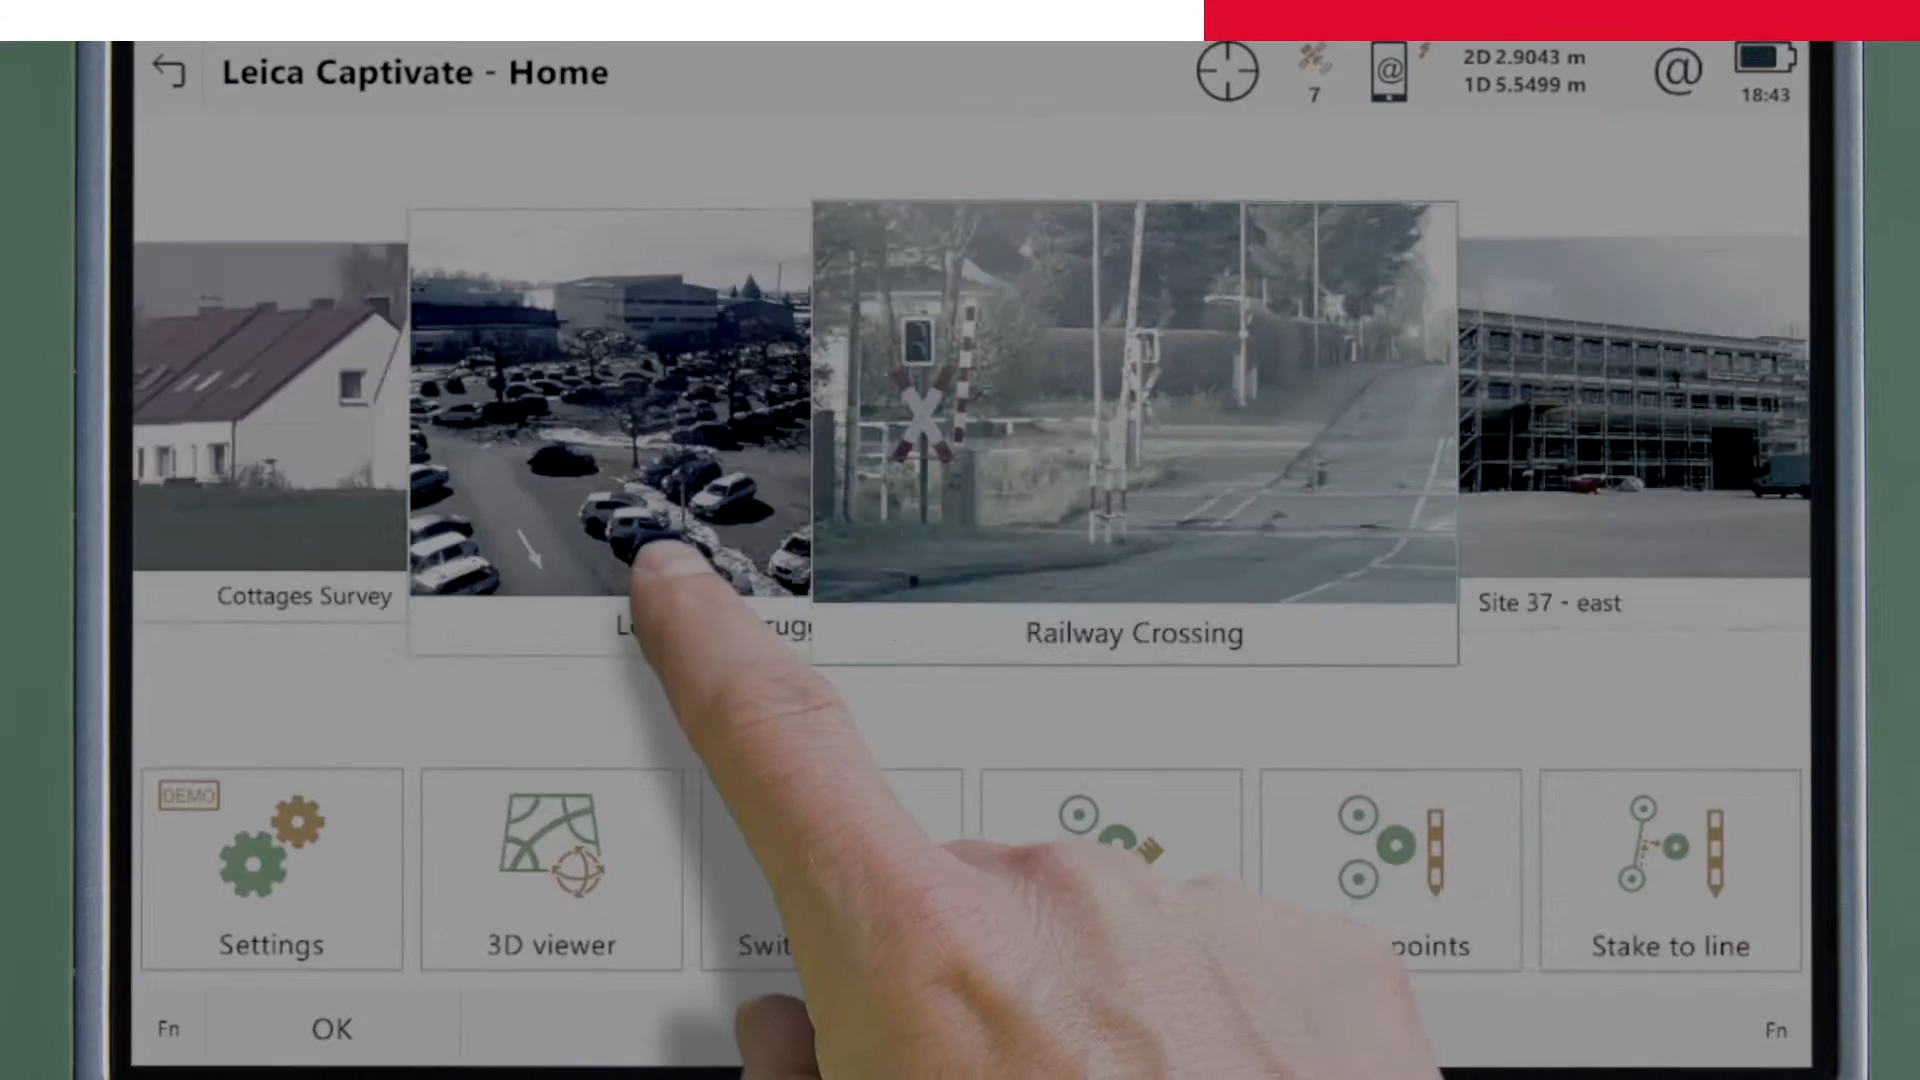 Leica Captivate - Home
7
@
2D 2.9043 m
1D 5.5499 m
@
18:43
Cottages Survey
Railway Crossing
Site 37 - east
DEMO
Settings
3D viewer
points
Stake to line
Fn
OK
Fn